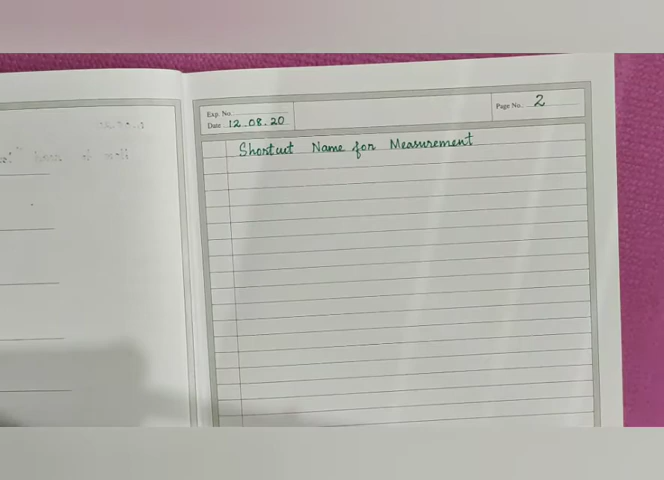 Exp. No.
Date 12.08.20
Page No. 2
Shortcut Name for Measurement